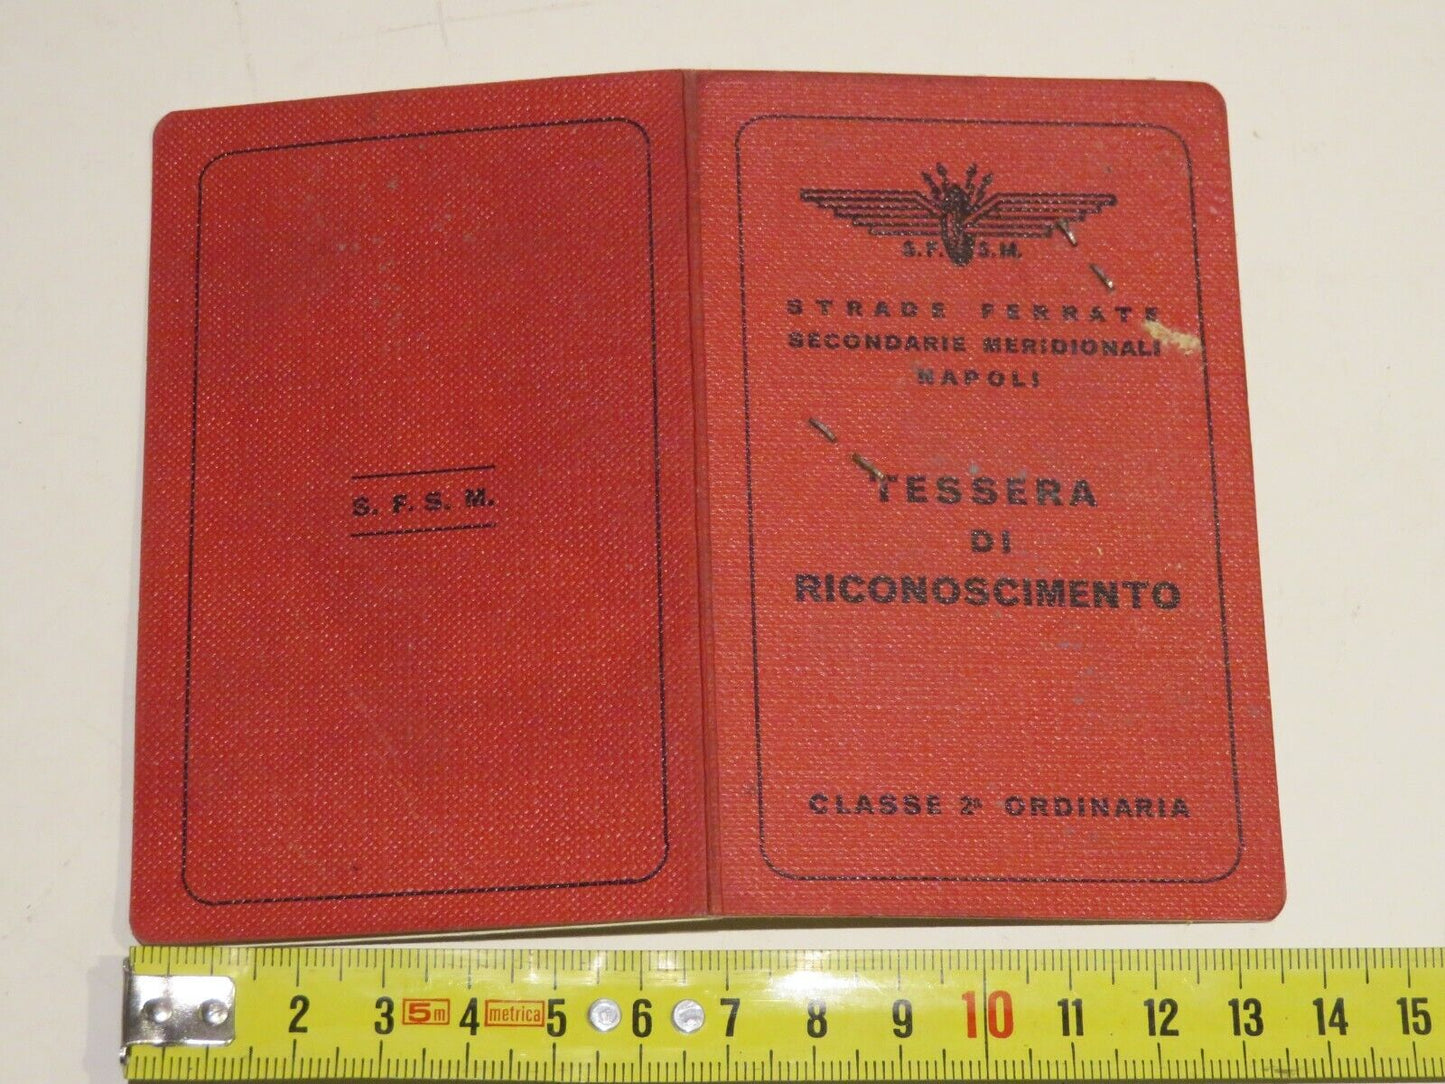 S. F. S. M.
S. F. S. M.
STRADE FERRATE
SECONDARIE MERIDIONALI
NAPOLI
TESSERA
DI
RICONOSCIMENTO
CLASSE 2ª ORDINARIA
2 3 5m 4 metrica 5 6 7 8 9 10 11 12 13 14 15